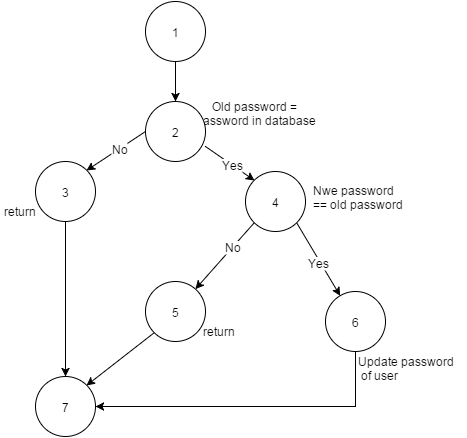 1
Old password =
assword in database
2
No
Yes
3
return
4
Nwe password
== old password
No
Yes
5
return
6
Update password
of user
7